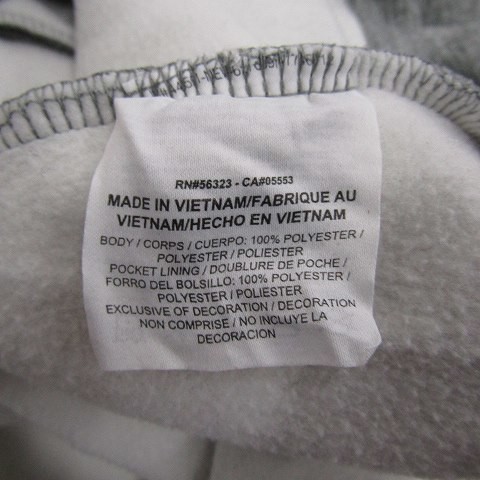 RN#56323 - CA#05553
MADE IN VIETNAM/FABRIQUE AU
VIETNAM/HECHO EN VIETNAM
BODY / CORPS / CUERPO: 100% POLYESTER /
POLYESTER / POLIESTER
POCKET LINING / DOUBLURE DE POCHE /
FORRO DEL BOLSILLO: 100% POLYESTER /
POLYESTER / POLIESTER
EXCLUSIVE OF DECORATION / DECORATION
NON COMPRISE / NO INCLUYE LA
DECORACION